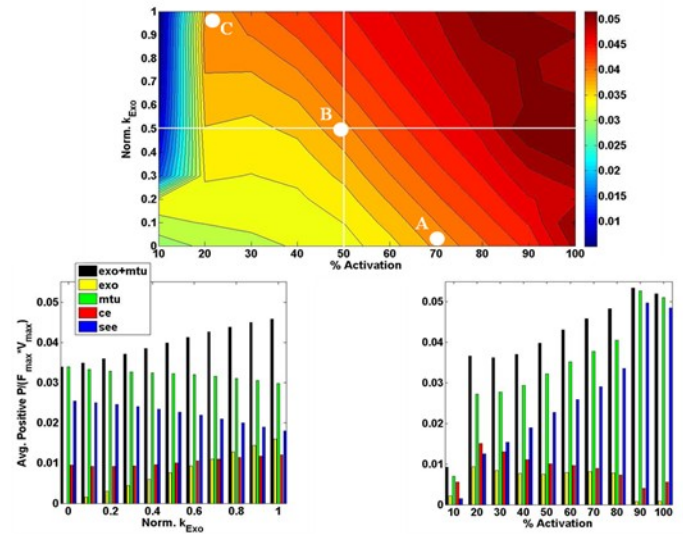 1
0.9
0.8
0.7
0.6
0.5
0.4
0.3
0.2
0.1
0
Norm. k_Exo
C
B
A
10 20 30 40 50 60 70 80 90 100
% Activation
0.05
0.045
0.04
0.035
0.03
0.025
0.02
0.015
0.01
exo+mtu
exo
mtu
ce
see
0.05
0.04
0.03
0.02
0.01
0
Avg. Positive P/(F_max*V_max)
0 0.2 0.4 0.6 0.8 1
Norm. k_Exo
0.05
0.04
0.03
0.02
0.01
0
10 20 30 40 50 60 70 80 90 100
% Activation